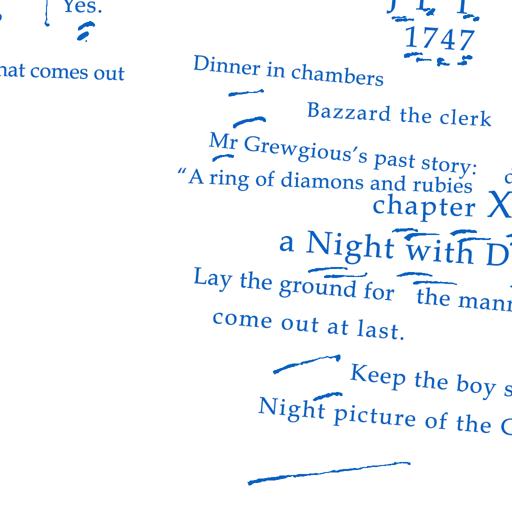 Yes.
J T
1747
hat comes out
Dinner in chambers
Bazzard the clerk
Mr Grewgious's past story:
"A ring of diamonds and rubies
chapter X
a Night with D
Lay the ground for the mann
come out at last.
Keep the boy s
Night picture of the C